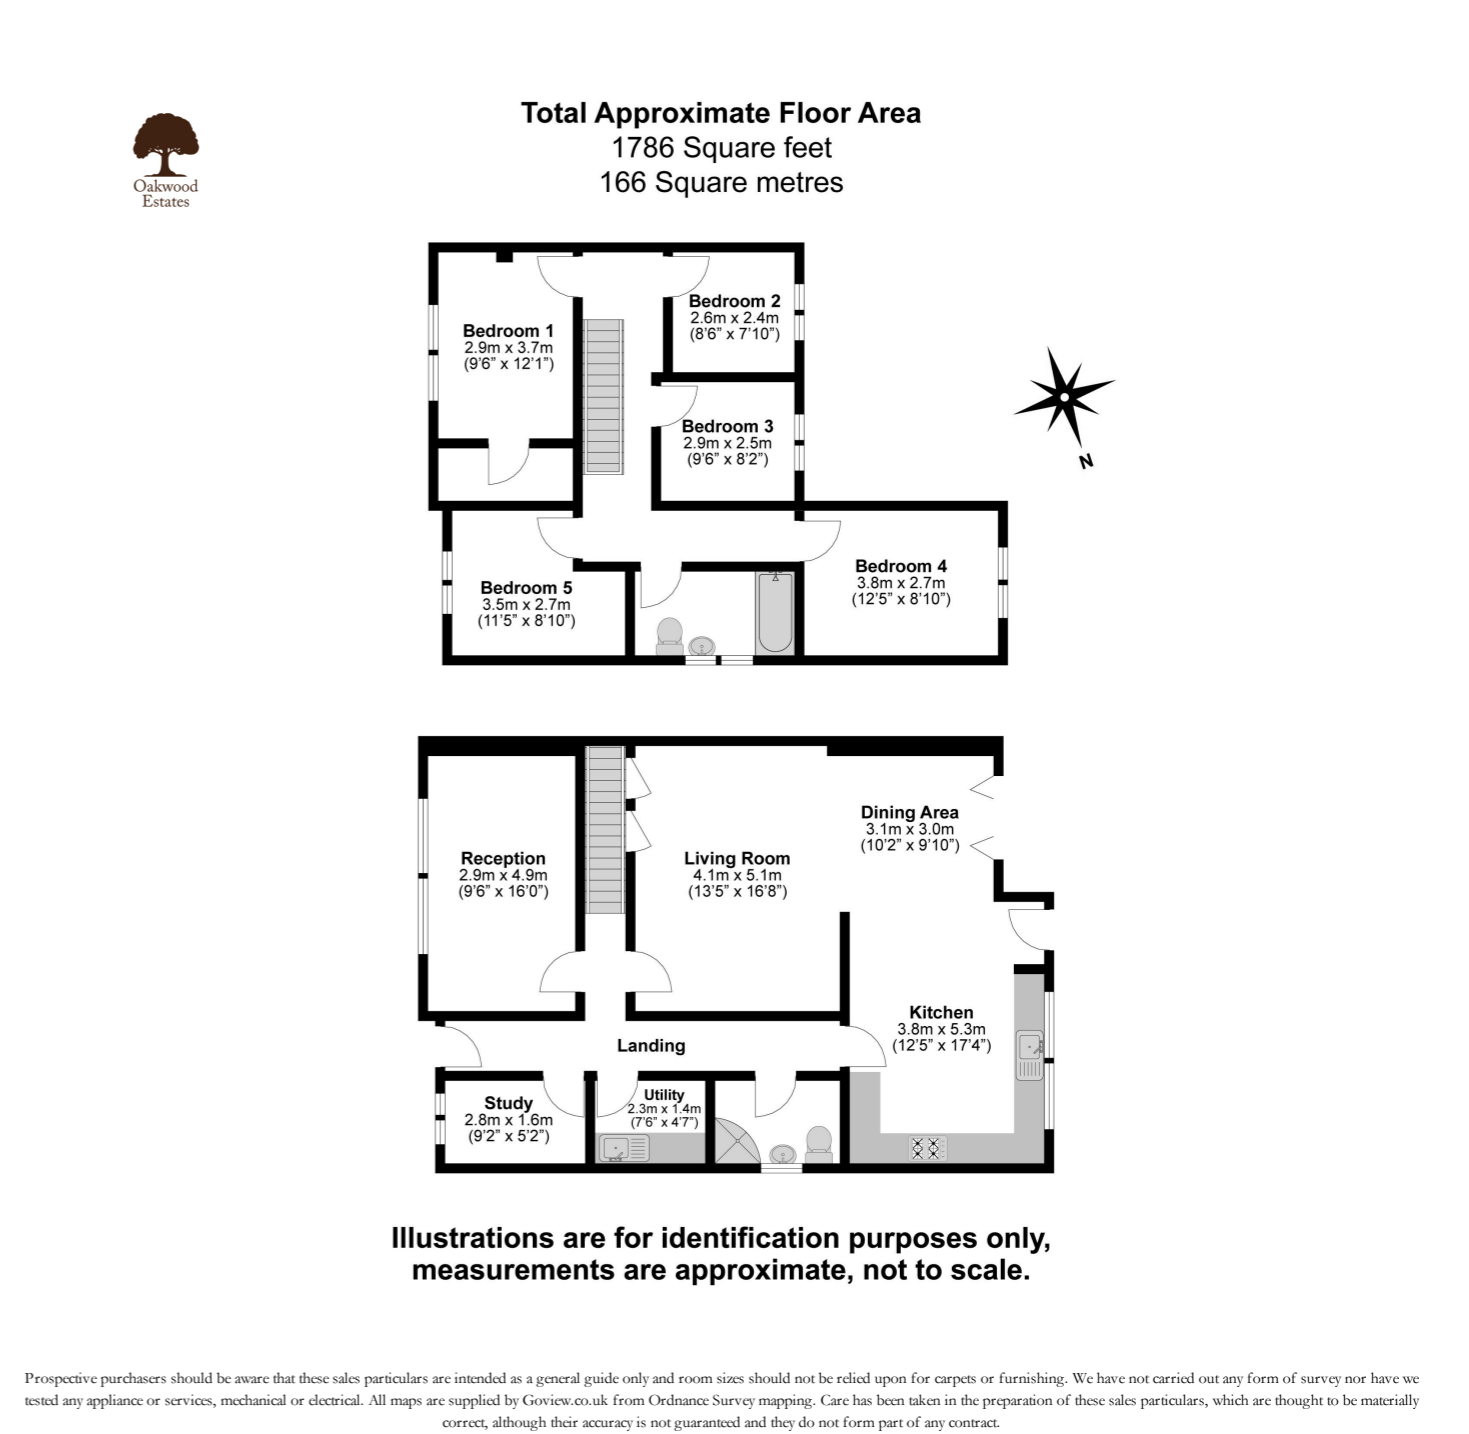 Oakwood
Estates
Total Approximate Floor Area
1786 Square feet
166 Square metres
Bedroom 1
2.9m x 3.7m
(9'6” x 12'1”)
Bedroom 2
2.6m x 2.4m
(8'6” x 7'10”)
Bedroom 3
2.9m x 2.5m
(9'6” x 8'2”)
N
Bedroom 5
3.5m x 2.7m
(11'5” x 8'10”)
Bedroom 4
3.8m x 2.7m
(12'5” x 8'10”)
Reception
2.9m x 4.9m
(9'6” x 16'0”)
Living Room
4.1m x 5.1m
(13'5” x 16'8”)
Dining Area
3.1m x 3.0m
(10'2” x 9'10”)
Kitchen
3.8m x 5.3m
(12'5” x 17'4”)
Landing
Study
2.8m x 1.6m
(9'2” x 5'2”)
Utility
2.3m x 1.4m
(7'6” x 4'7”)
Illustrations are for identification purposes only,
measurements are approximate, not to scale.
Prospective purchasers should be aware that these sales particulars are intended as a general guide only and room sizes should not be relied upon for carpets or furnishing. We have not carried out any form of survey nor have we
tested any appliance or services, mechanical or electrical. All maps are supplied by Goview.co.uk from Ordnance Survey mapping. Care has been taken in the preparation of these sales particulars, which are thought to be materially
correct, although their accuracy is not guaranteed and they do not form part of any contract.